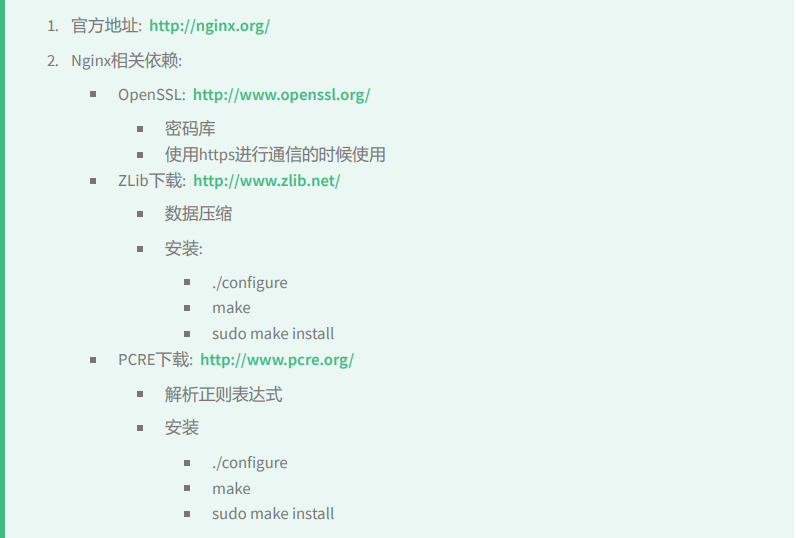 1. 官方地址: http://nginx.org/
2. Nginx相关依赖:
OpenSSL: http://www.openssl.org/
密码库
使用https进行通信的时候使用
ZLib下载: http://www.zlib.net/
数据压缩
安装:
./configure
make
sudo make install
PCRE下载: http://www.pcre.org/
解析正则表达式
安装
./configure
make
sudo make install